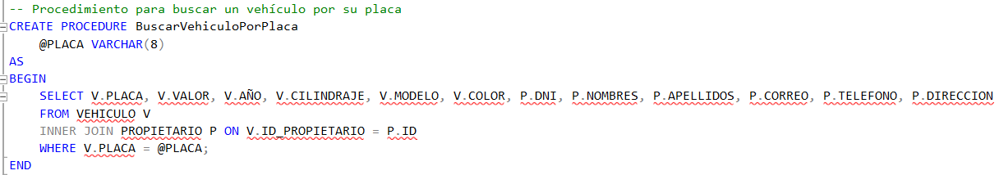 -- Procedimiento para buscar un vehículo por su placa
CREATE PROCEDURE BuscarVehiculoPorPlaca
    @PLACA VARCHAR(8)
AS
BEGIN
    SELECT V.PLACA, V.VALOR, V.AÑO, V.CILINDRAJE, V.MODELO, V.COLOR, P.DNI, P.NOMBRES, P.APELLIDOS, P.CORREO, P.TELEFONO, P.DIRECCION
    FROM VEHICULO V
    INNER JOIN PROPIETARIO P ON V.ID_PROPIETARIO = P.ID
    WHERE V.PLACA = @PLACA;
END